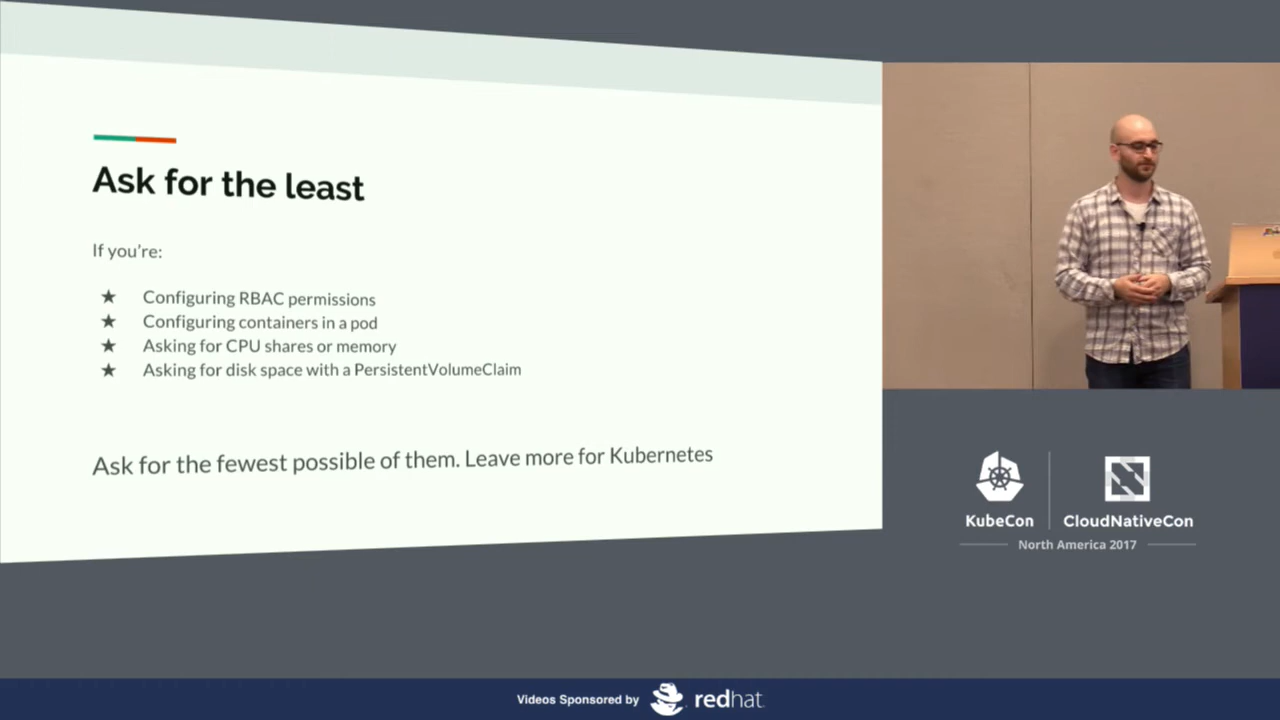 Ask for the least
If you're:
★ Configuring RBAC permissions
★ Configuring containers in a pod
★ Asking for CPU shares or memory
★ Asking for disk space with a PersistentVolumeClaim
Ask for the fewest possible of them. Leave more for Kubernetes
KubeCon
CloudNativeCon
North America 2017
Videos Sponsored by redhat